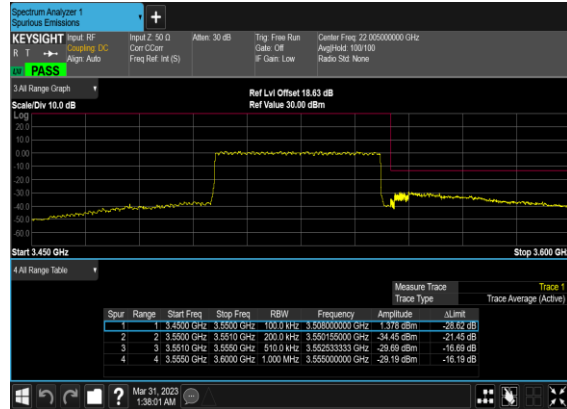 Spectrum Analyzer 1
Spurious Emissions
+
KEYSIGHT Input: RF Input Z: 50 Ω Atten: 30 dB Trig: Free Run Center Freq: 22.005000000 GHz
R T Coupling: DC Corr CCorr Gate: Off Avg|Hold: 100/100
Align: Auto Freq Ref: Int (S) IF Gain: Low Radio Std: None
PASS
3 All Range Graph
Ref Lvl Offset 18.63 dB
Scale/Div 10.0 dB Ref Value 30.00 dBm
Log
20.0
10.0
0.00
-10.0
-20.0
-30.0
-40.0
-50.0
-60.0
Start 3.450 GHz Stop 3.600 GHz
4 All Range Table
Measure Trace Trace 1
Trace Type Trace Average (Active)
Spur Range Start Freq Stop Freq RBW Frequency Amplitude ΔLimit
1 1 3.4500 GHz 3.5500 GHz 100.0 kHz 3.508000000 GHz 1.378 dBm -28.62 dB
2 2 3.5500 GHz 3.5510 GHz 200.0 kHz 3.550155000 GHz -34.45 dBm -21.45 dB
3 3 3.5510 GHz 3.5550 GHz 510.0 kHz 3.552533333 GHz -29.69 dBm -16.69 dB
4 4 3.5550 GHz 3.6000 GHz 1.000 MHz 3.555000000 GHz -29.19 dBm -16.19 dB
? Mar 31, 2023
1:38:01 AM